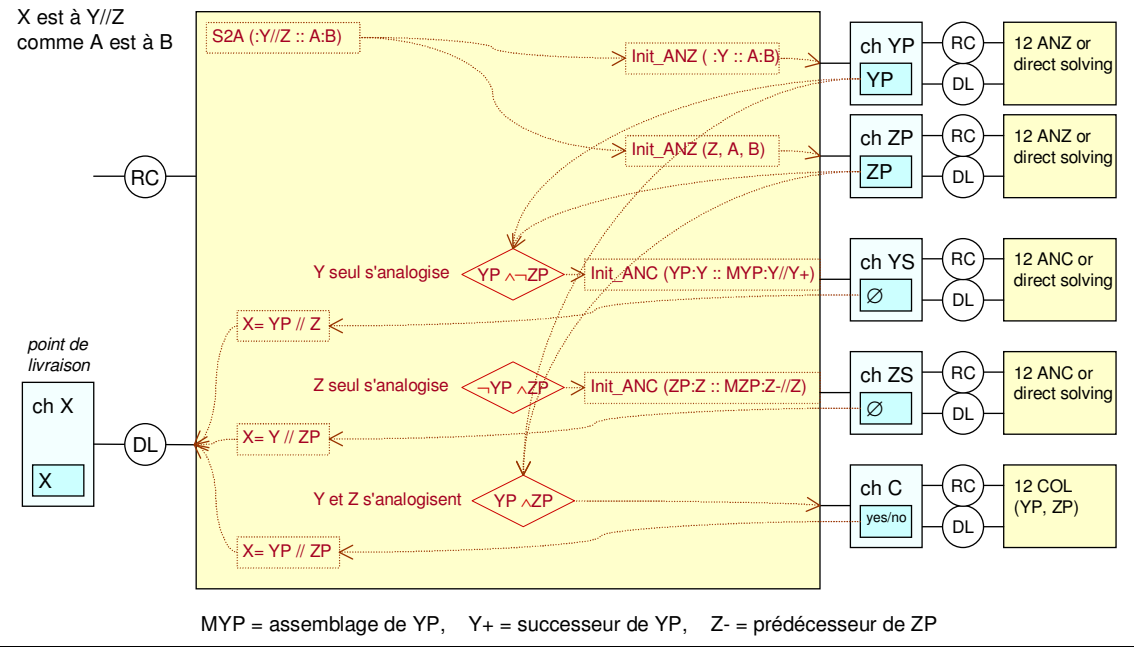 X est à Y//Z
comme A est à B
S2A (:Y//Z :: A:B)
Init_ANZ ( :Y :: A:B)
ch YP
YP
RC
DL
12 ANZ or
direct solving
Init_ANZ (Z, A, B)
ch ZP
ZP
RC
DL
12 ANZ or
direct solving
RC
Y seul s'analogise
YP ∧¬ZP
Init_ANC (YP:Y :: MYP:Y//Y+)
ch YS
∅
RC
DL
12 ANC or
direct solving
X= YP // Z
point de
livraison
ch X
X
DL
Z seul s'analogise
¬YP ∧ZP
Init_ANC (ZP:Z :: MZP:Z-//Z)
ch ZS
∅
RC
DL
12 ANC or
direct solving
X= Y // ZP
Y et Z s'analogisent
YP ∧ZP
ch C
yes/no
RC
DL
12 COL
(YP, ZP)
X= YP // ZP
MYP = assemblage de YP, Y+ = successeur de YP, Z- = prédécesseur de ZP